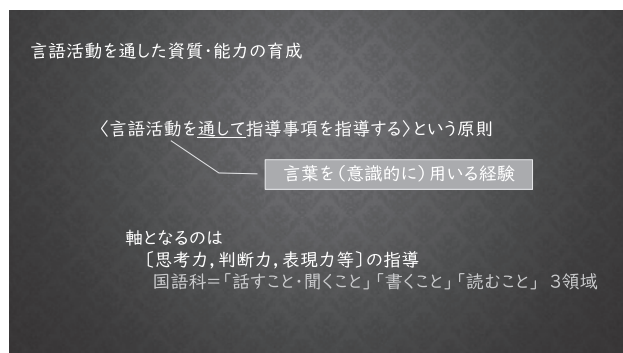 言語活動を通した資質・能力の育成
〈言語活動を通して指導事項を指導する〉という原則
言葉を（意識的に）用いる経験
軸となるのは
〔思考力，判断力，表現力等〕の指導
国語科＝「話すこと・聞くこと」「書くこと」「読むこと」 3領域